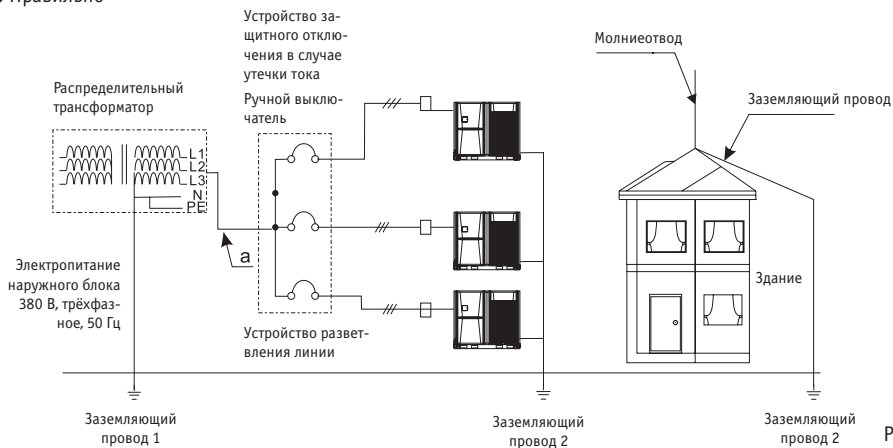 Устройство за-
щитного отклю-
чения в случае
утечки тока
Ручной выклю-
чатель
Распределительный
трансформатор
L1
L2
L3
N
PE
a
Электропитание
наружного блока
380 В, трёхфаз-
ное, 50 Гц
Устройство развет-
вления линии
Молниеотвод
Заземляющий провод
Здание
Заземляющий
провод 1
Заземляющий
провод 2
Заземляющий
провод 2
Р